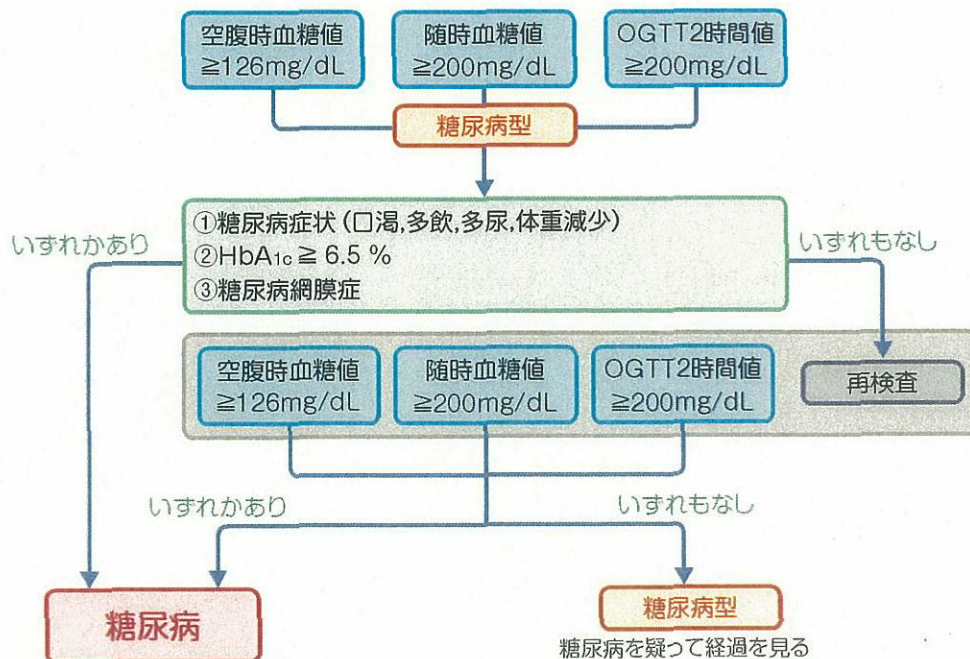 空腹時血糖値
≧126mg/dL
随時血糖値
≧200mg/dL
OGTT2時間値
≧200mg/dL
糖尿病型
いずれかあり
①糖尿病症状(口渇,多飲,多尿,体重減少)
②HbA1c ≧ 6.5 %
③糖尿病網膜症
いずれもなし
空腹時血糖値
≧126mg/dL
随時血糖値
≧200mg/dL
OGTT2時間値
≧200mg/dL
再検査
いずれかあり
いずれもなし
糖尿病
糖尿病型
糖尿病を疑って経過を見る